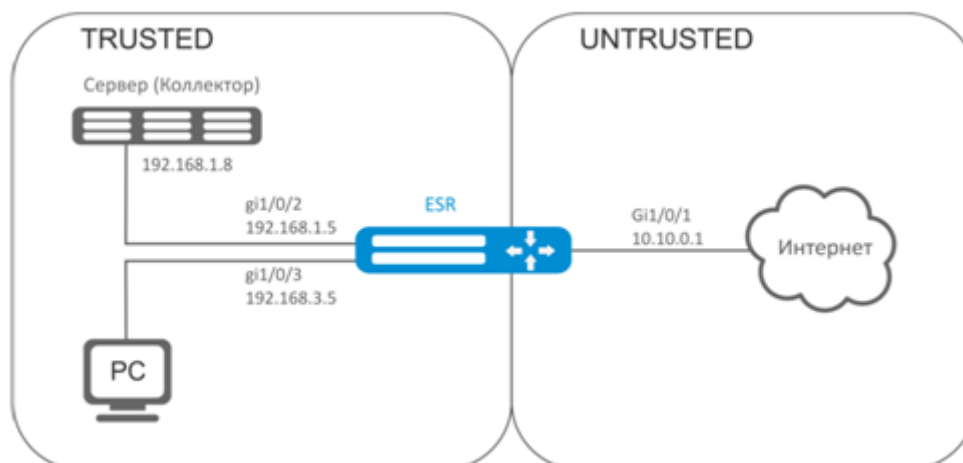 TRUSTED
UNTRUSTED
Сервер (Коллектор)
192.168.1.8
gi1/0/2
192.168.1.5
ESR
Gi1/0/1
10.10.0.1
Интернет
gi1/0/3
192.168.3.5
PC